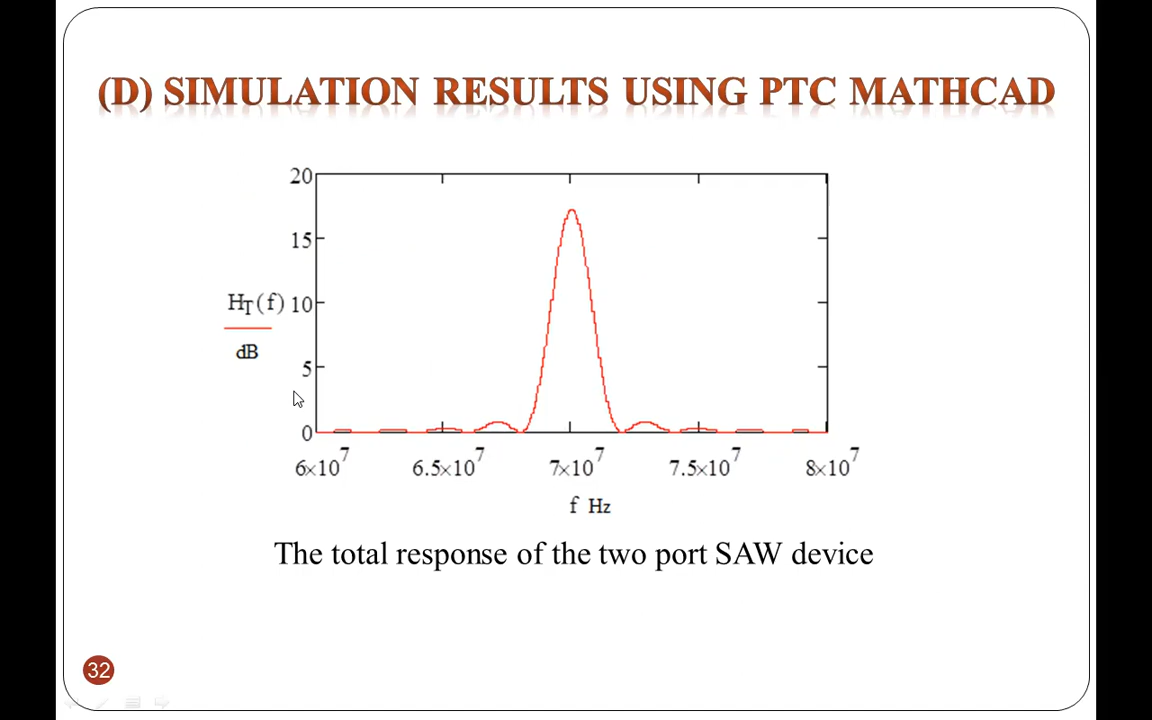 (D) SIMULATION RESULTS USING PTC MATHCAD
20
15
H_T(f) 10
dB
5
0
6×10^7 6.5×10^7 7×10^7 7.5×10^7 8×10^7
f Hz
The total response of the two port SAW device
32